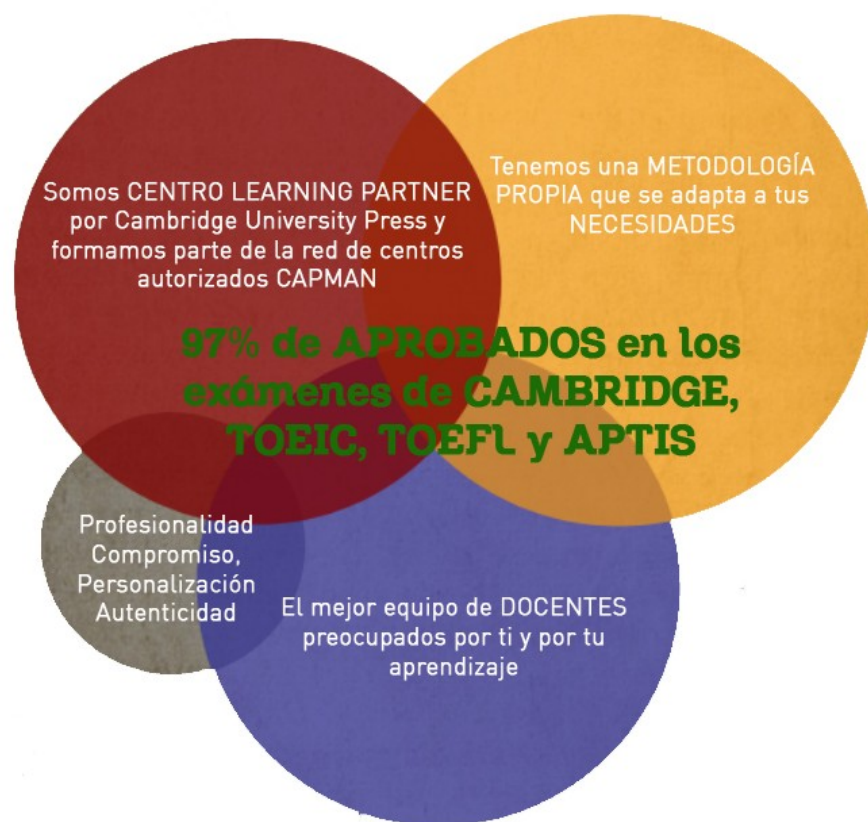 Somos CENTRO LEARNING PARTNER
por Cambridge University Press y
formamos parte de la red de centros
autorizados CAPMAN
Tenemos una METODOLOGÍA
PROPIA que se adapta a tus
NECESIDADES
97% de APROBADOS en los
exámenes de CAMBRIDGE,
TOEIC, TOEFL y APTIS
Profesionalidad
Compromiso,
Personalización
Autenticidad
El mejor equipo de DOCENTES
preocupados por ti y por tu
aprendizaje